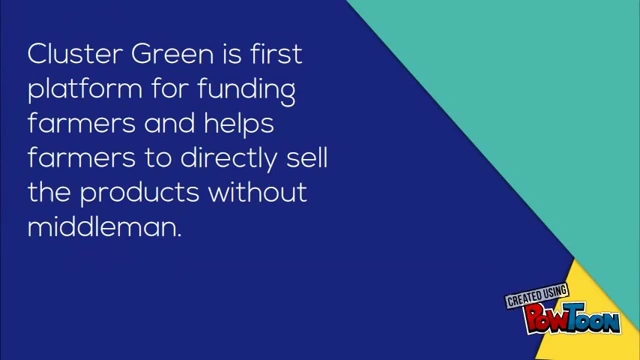 Cluster Green is first
platform for funding
farmers and helps
farmers to directly sell
the products without
middleman.
CREATED USING
POWTOON